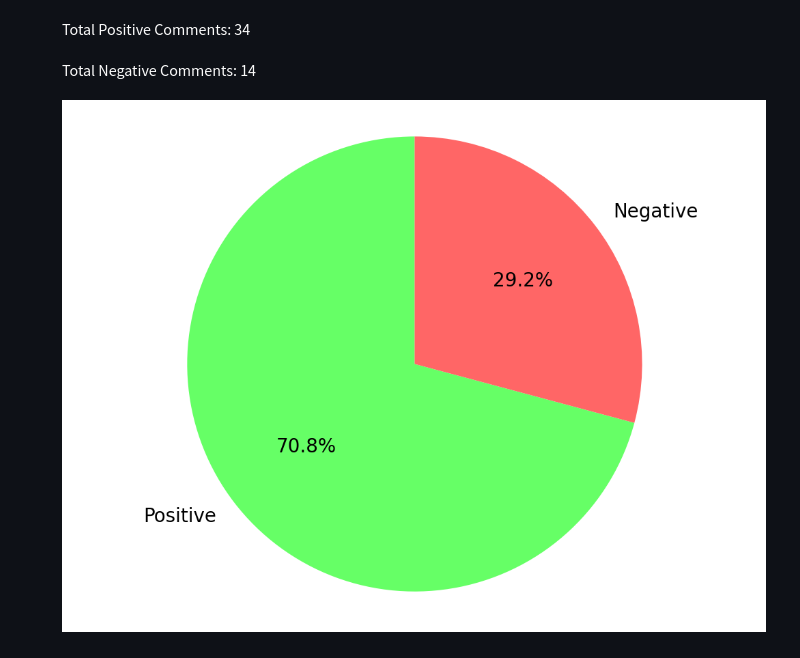 Total Positive Comments: 34
Total Negative Comments: 14
Negative
29.2%
70.8%
Positive